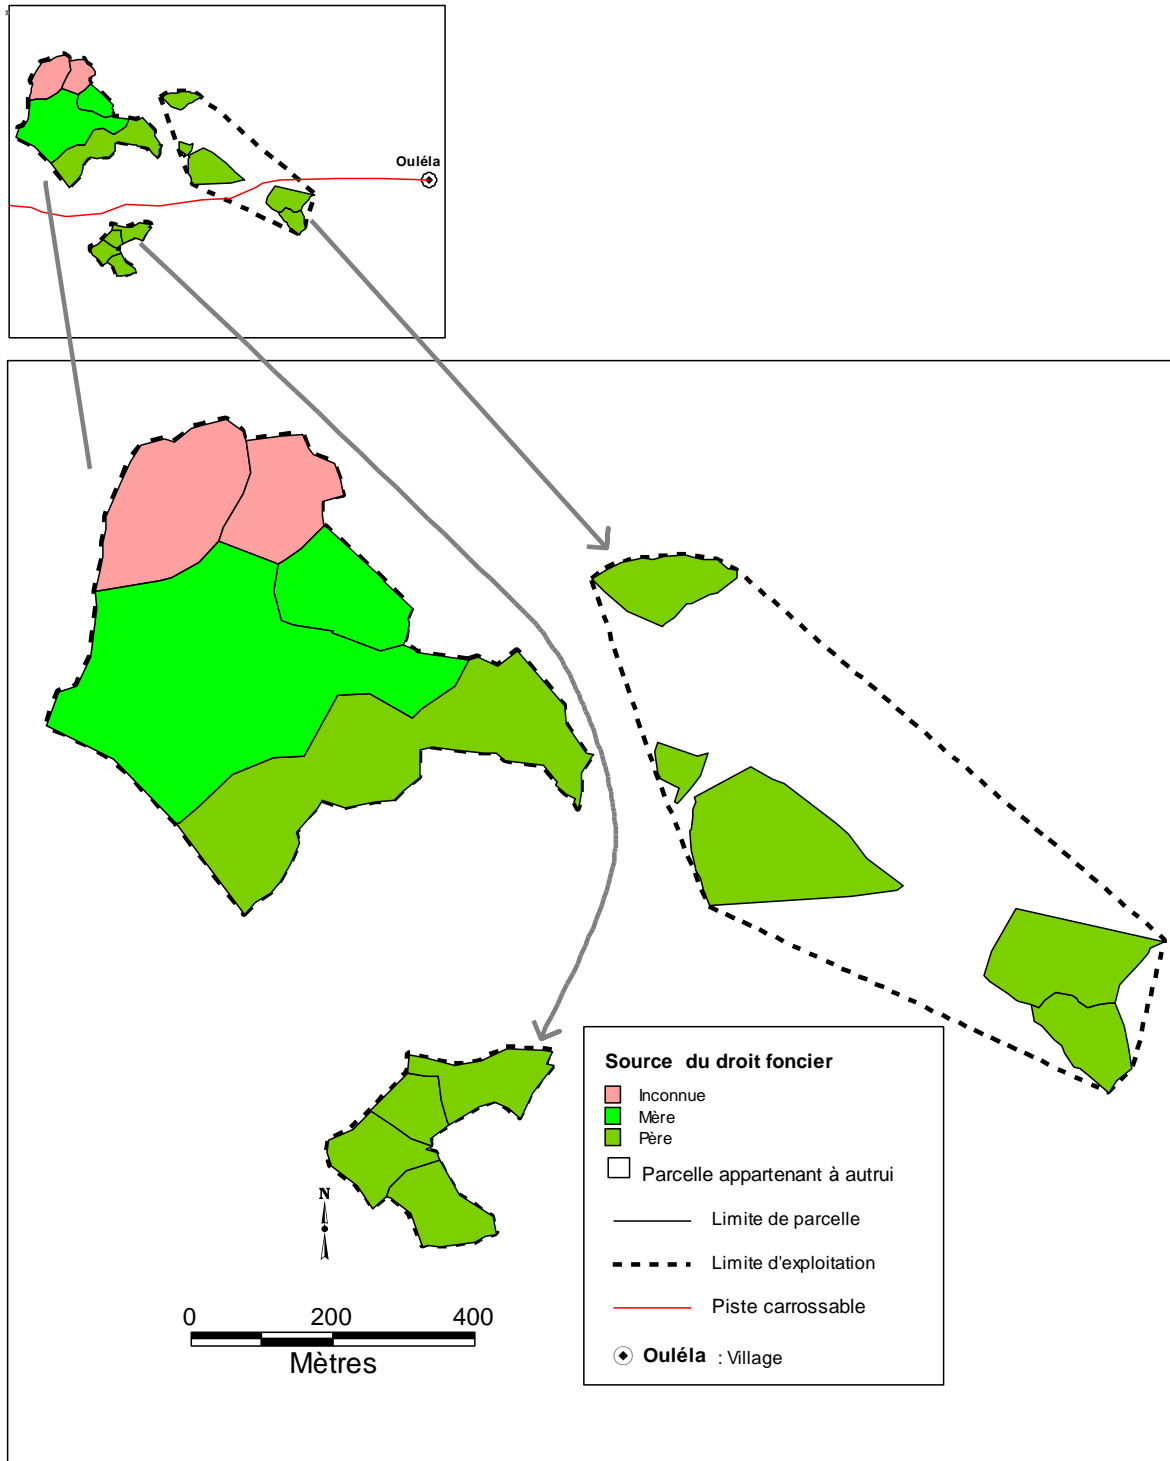 Ouléla
Source du droit foncier
Inconnue
Mère
Père
Parcelle appartenant à autrui
Limite de parcelle
Limite d'exploitation
Piste carrossable
Ouléla : Village
N
0 200 400
Mètres